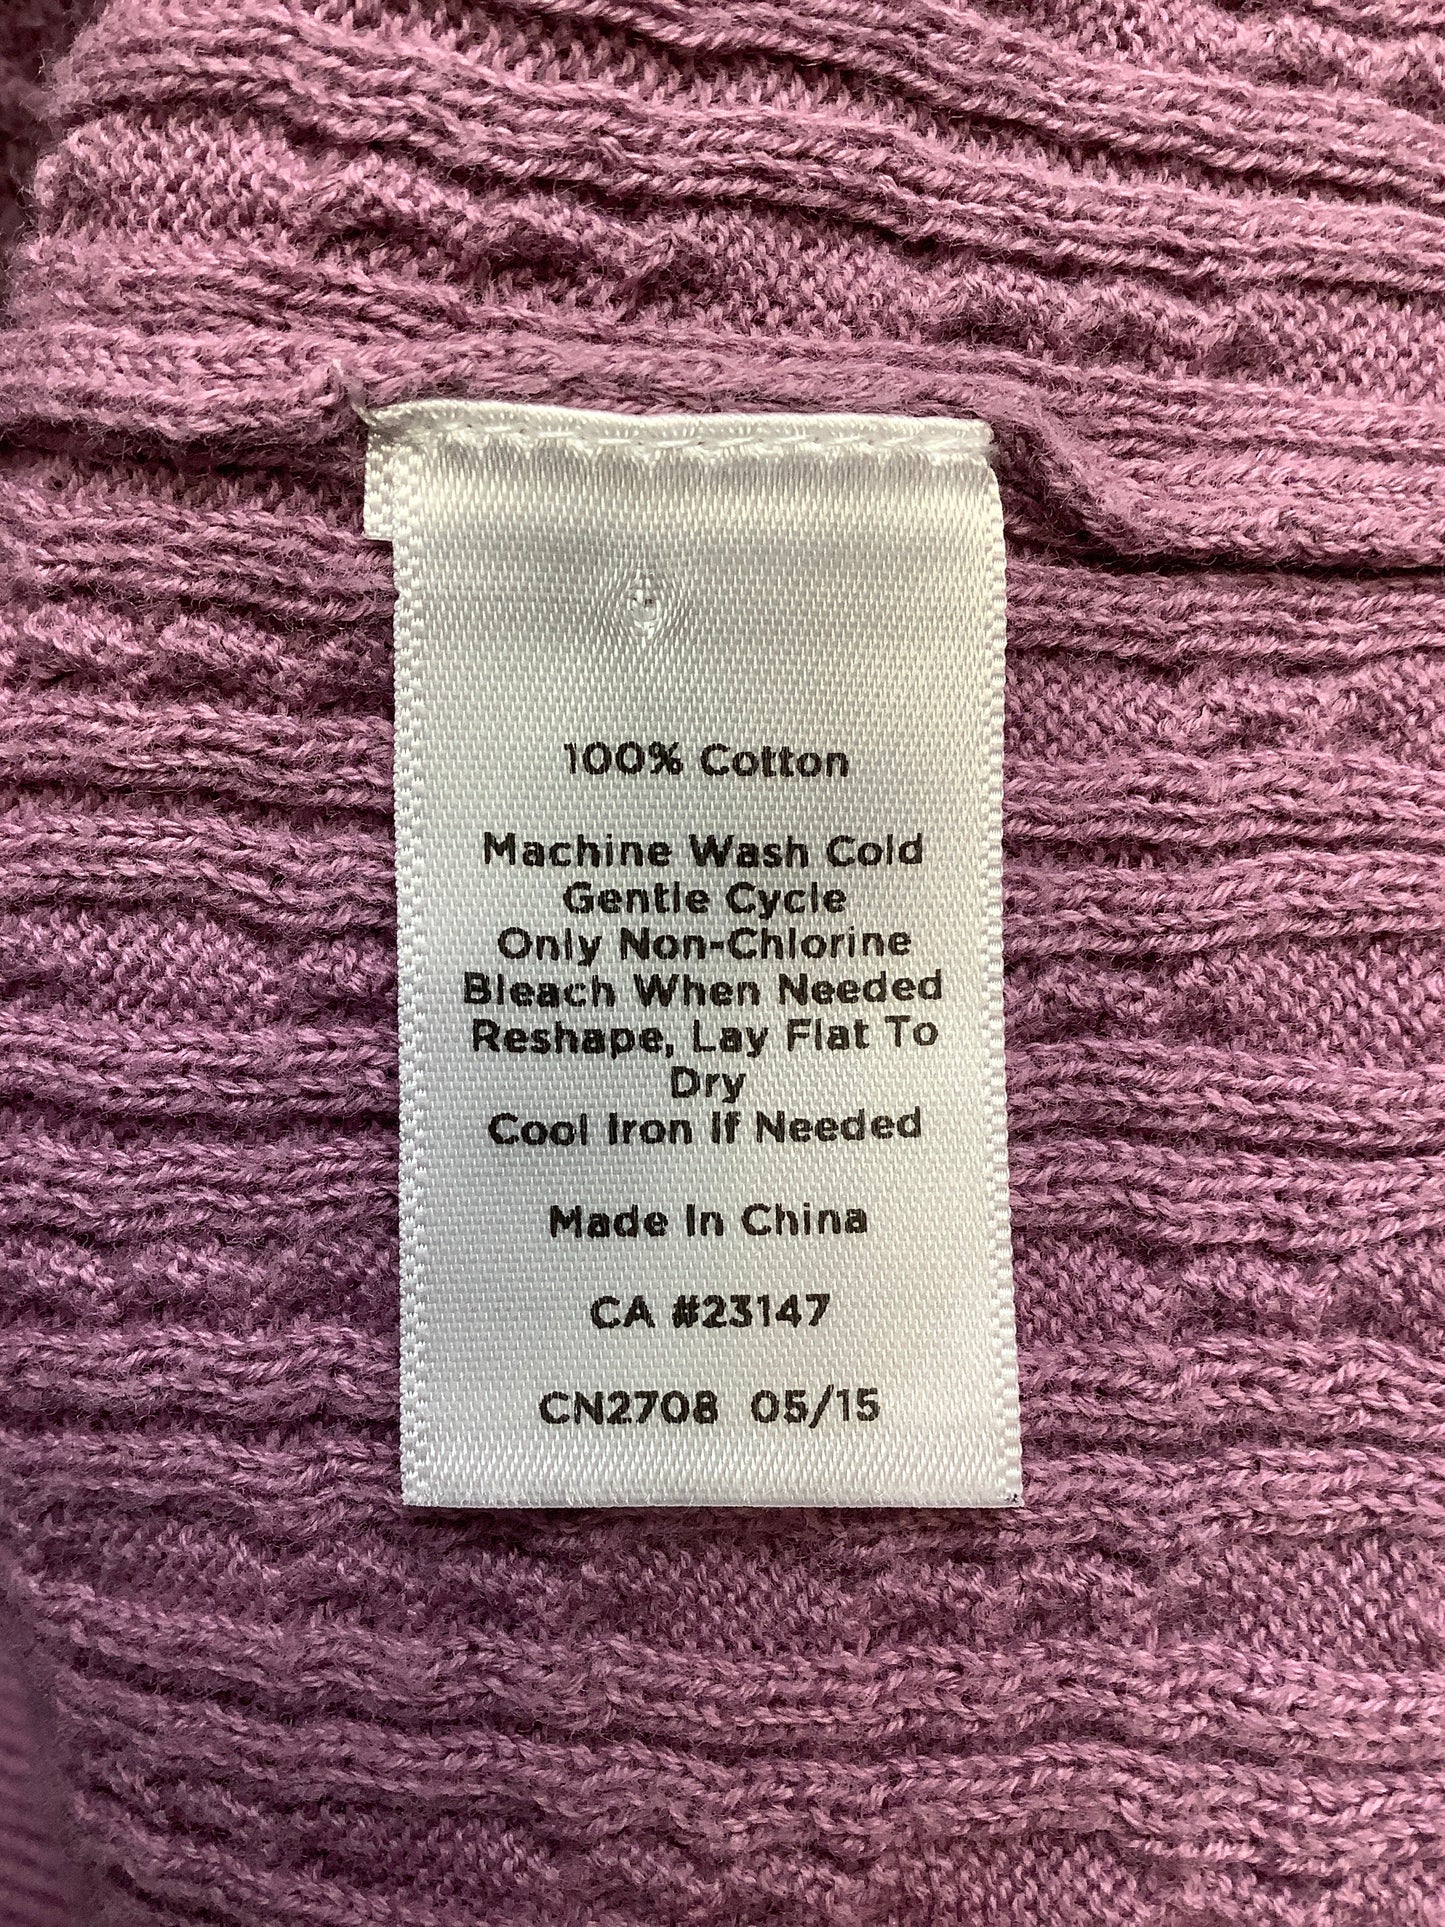 100% Cotton
Machine Wash Cold
Gentle Cycle
Only Non-Chlorine
Bleach When Needed
Reshape, Lay Flat To
Dry
Cool Iron If Needed
Made In China
CA #23147
CN2708 05/15